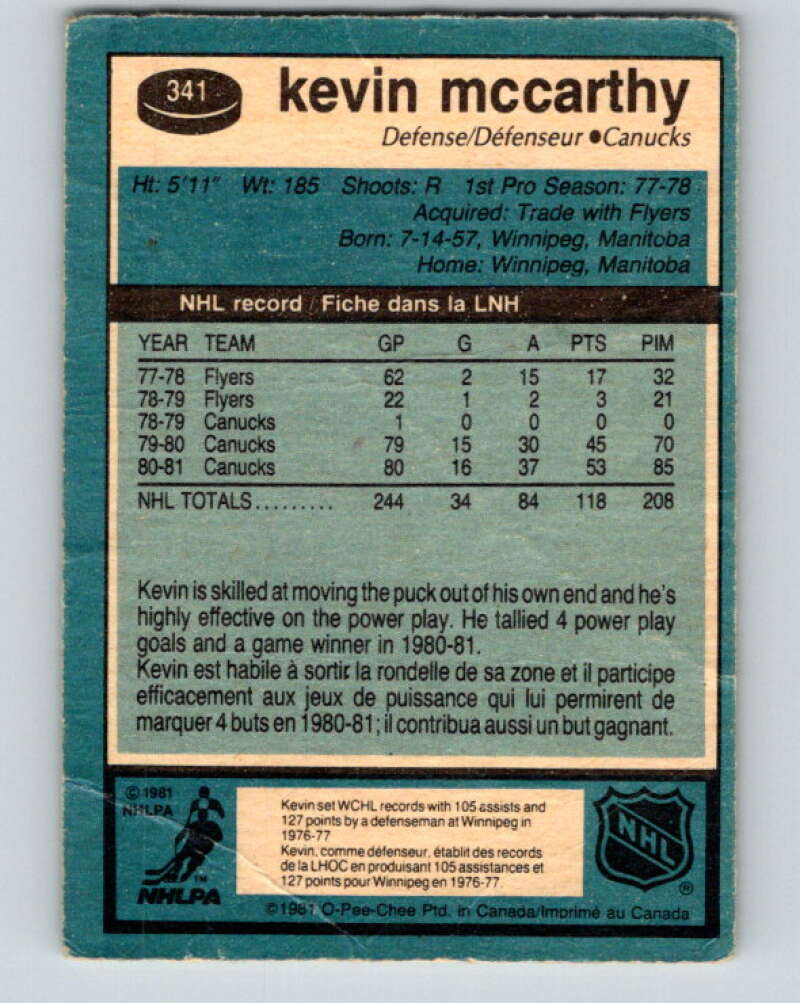 341
kevin mccarthy
Defense/Défenseur ●Canucks
Ht: 5'11" Wt: 185 Shoots: R 1st Pro Season: 77-78
Acquired: Trade with Flyers
Born: 7-14-57, Winnipeg, Manitoba
Home: Winnipeg, Manitoba
NHL record / Fiche dans la LNH
YEAR TEAM GP G A PTS PIM
77-78 Flyers 62 2 15 17 32
78-79 Flyers 22 1 2 3 21
78-79 Canucks 1 0 0 0 0
79-80 Canucks 79 15 30 45 70
80-81 Canucks 80 16 37 53 85
NHL TOTALS......... 244 34 84 118 208
Kevin is skilled at moving the puck out of his own end and he's
highly effective on the power play. He tallied 4 power play
goals and a game winner in 1980-81.
Kevin est habile à sortir la rondelle de sa zone et il participe
efficacement aux jeux de puissance qui lui permirent de
marquer 4 buts en 1980-81; il contribua aussi un but gagnant.
© 1981
NHLPA
TM
NHLPA
Kevin set WCHL records with 105 assists and
127 points by a defenseman at Winnipeg in
1976-77
Kevin, comme défenseur, établit des records
de la LHOC en produisant 105 assistances et
127 points pour Winnipeg en 1976-77.
NHL
®
© 1981 O-Pee-Chee Ptd. in Canada/Imprimé au Canada